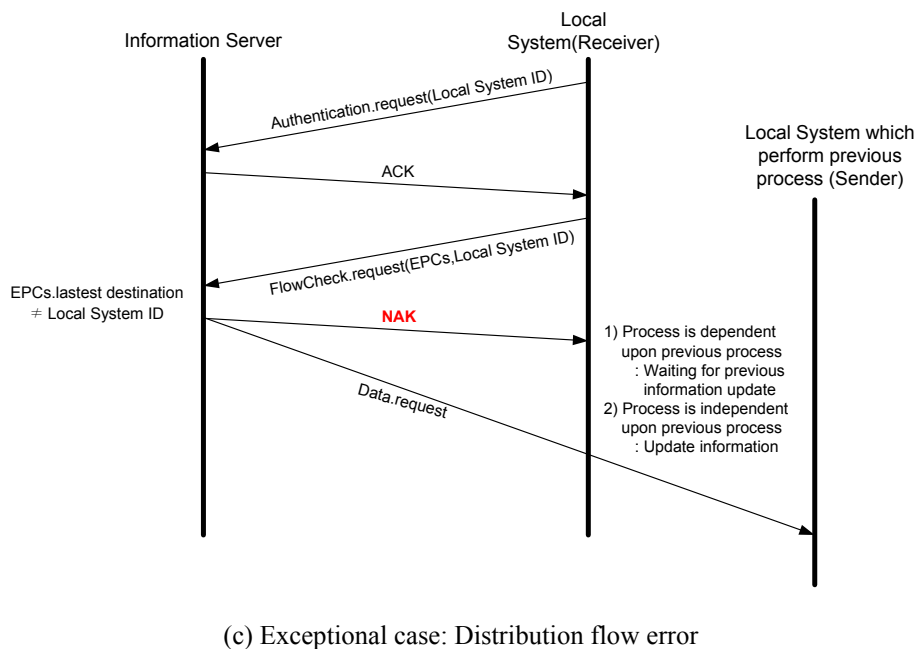 Information Server
Local
System(Receiver)
Authentication.request(Local System ID)
Local System which
perform previous
process (Sender)
ACK
FlowCheck.request(EPCs,Local System ID)
EPCs.lastest destination
≠ Local System ID
NAK
1) Process is dependent
upon previous process
: Waiting for previous
information update
2) Process is independent
upon previous process
: Update information
Data.request
(c) Exceptional case: Distribution flow error